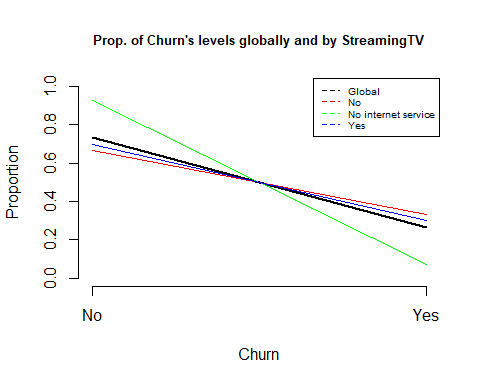 Prop. of Churn's levels globally and by StreamingTV
Global
No
No internet service
Yes
1.0
0.8
0.6
0.4
0.2
0.0
Proportion
No
Yes
Churn